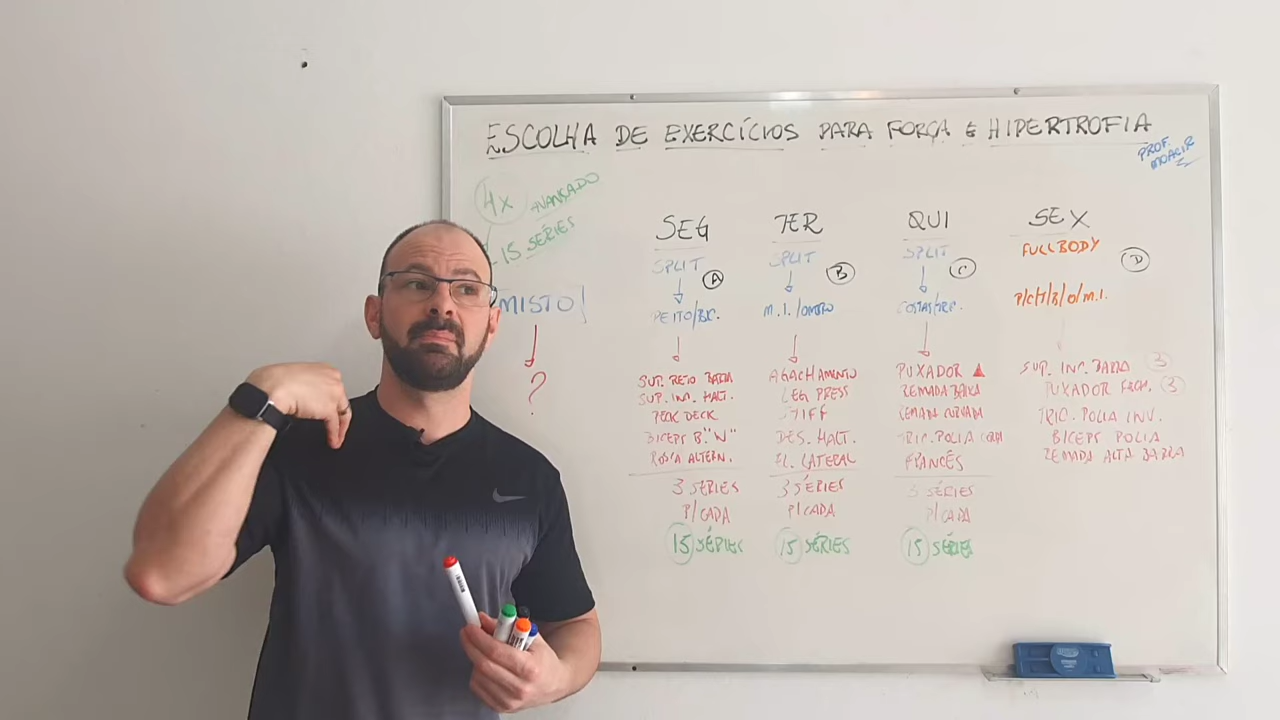 ESCOLHA DE EXERCÍCIOS PARA FORÇA E HIPERTROFIA
PROF. MOACIR
4X AVANÇADO
15 SÉRIES
MISTO
?
SEG
SPLIT
A
PEITO/BIC.
SUP. RETO BARRA
SUP. INC. HALT.
PECK DECK
BICEPS B. "W"
ROSCA ALTERN.
3 SÉRIES
P/ CADA
15 SÉRIES
TER
SPLIT
B
M.I./OMBRO
AGACHAMENTO
LEG PRESS
STIFF
DES. HALT.
EL. LATERAL
3 SÉRIES
P/ CADA
15 SÉRIES
QUI
SPLIT
C
COSTAS/TRIC.
PUXADOR
REMADA BAIXA
REMADA CURVADA
TRIC. POLIA CORDA
FRANCÊS
3 SÉRIES
P/ CADA
15 SÉRIES
SEX
FULLBODY
D
P/C/T/B/O/M.I.
SUP. INC. BARRA 3
PUXADOR FECH. 3
TRIC. POLIA INV.
BICEPS POLIA
REMADA ALTA BARRA